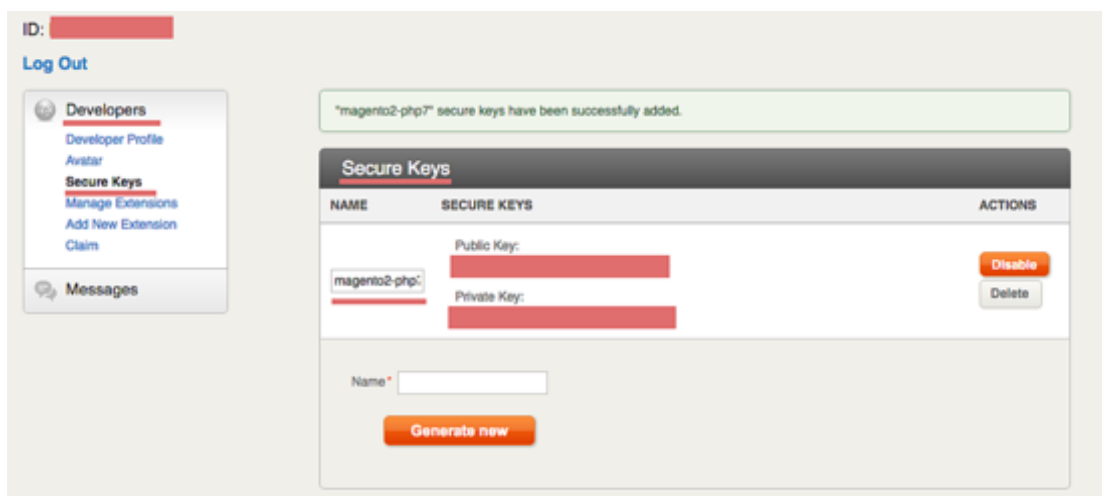 ID:
Log Out
Developers
Developer Profile
Avatar
Secure Keys
Manage Extensions
Add New Extension
Claim
Messages
"magento2-php7" secure keys have been successfully added.
Secure Keys
NAME SECURE KEYS ACTIONS
Public Key:
magento2-php7
Private Key:
Disable
Delete
Name*
Generate new